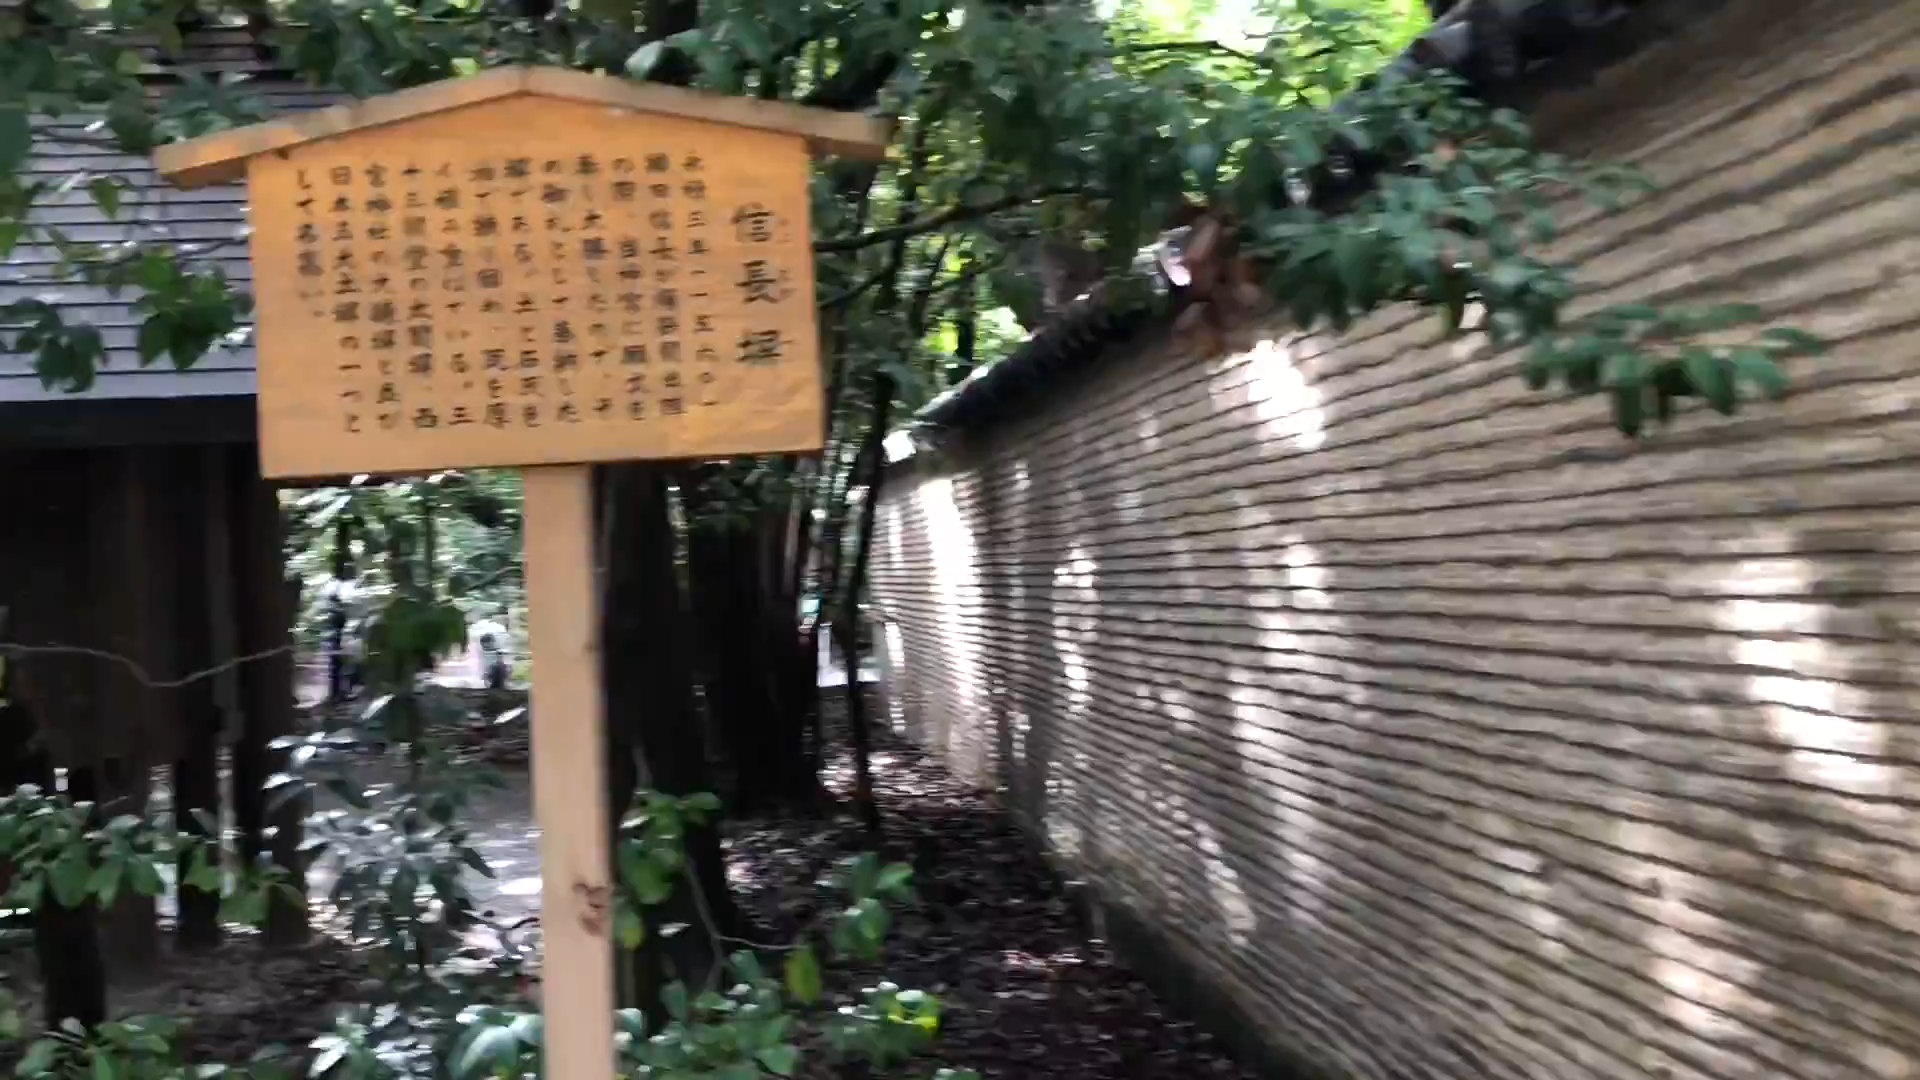 信長塀
永禄三年(一五六〇)
織田信長が桶狭間出陣
の際、当神宮に願文を
奏し大勝したので、そ
の御礼として奉納した
塀である。土と石灰を
油で練り固め、瓦を厚
く積み重ねている。三
十三間堂の太閤塀、西
宮神社の大練塀と並び
日本三大土塀の一つと
して名高い。